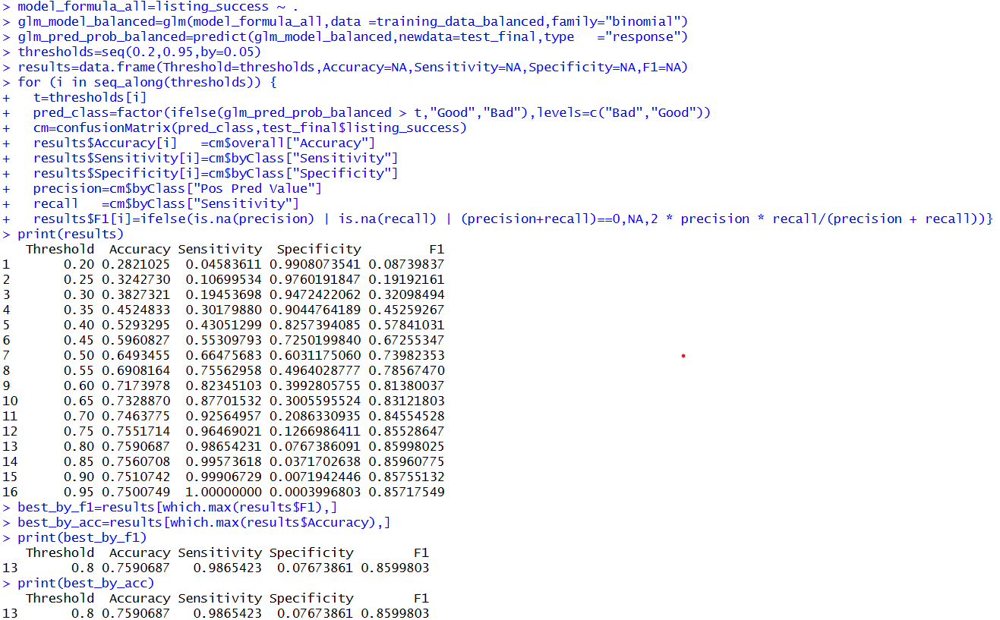 > model_formula_all=listing_success ~ .
> glm_model_balanced=glm(model_formula_all,data =training_data_balanced,family="binomial")
> glm_pred_prob_balanced=predict(glm_model_balanced,newdata=test_final,type   ="response")
> thresholds=seq(0.2,0.95,by=0.05)
> results=data.frame(Threshold=thresholds,Accuracy=NA,Sensitivity=NA,Specificity=NA,F1=NA)
> for (i in seq_along(thresholds)) {
+   t=thresholds[i]
+   pred_class=factor(ifelse(glm_pred_prob_balanced > t,"Good","Bad"),levels=c("Bad","Good"))
+   cm=confusionMatrix(pred_class,test_final$listing_success)
+   results$Accuracy[i]   =cm$overall["Accuracy"]
+   results$Sensitivity[i]=cm$byClass["Sensitivity"]
+   results$Specificity[i]=cm$byClass["Specificity"]
+   precision=cm$byClass["Pos Pred Value"]
+   recall   =cm$byClass["Sensitivity"]
+   results$F1[i]=ifelse(is.na(precision) | is.na(recall) | (precision+recall)==0,NA,2 * precision * recall/(precision + recall))}
> print(results)
   Threshold  Accuracy Sensitivity  Specificity         F1
1       0.20 0.2821025  0.04583611 0.9908073541 0.08739837
2       0.25 0.3242730  0.10699534 0.9760191847 0.19192161
3       0.30 0.3827321  0.19453698 0.9472422062 0.32098494
4       0.35 0.4524833  0.30179880 0.9044764189 0.45259267
5       0.40 0.5293295  0.43051299 0.8257394085 0.57841031
6       0.45 0.5960827  0.55309793 0.7250199840 0.67255347
7       0.50 0.6493455  0.66475683 0.6031175060 0.73982353
8       0.55 0.6908164  0.75562958 0.4964028777 0.78567470
9       0.60 0.7173978  0.82345103 0.3992805755 0.81380037
10      0.65 0.7328870  0.87701532 0.3005595524 0.83121803
11      0.70 0.7463775  0.92564957 0.2086330935 0.84554528
12      0.75 0.7551714  0.96469021 0.1266986411 0.85528647
13      0.80 0.7590687  0.98654231 0.0767386091 0.85998025
14      0.85 0.7560708  0.99573618 0.0371702638 0.85960775
15      0.90 0.7510742  0.99906729 0.0071942446 0.85755132
16      0.95 0.7500749  1.00000000 0.0003996803 0.85717549
> best_by_f1=results[which.max(results$F1),]
> best_by_acc=results[which.max(results$Accuracy),]
> print(best_by_f1)
   Threshold  Accuracy Sensitivity Specificity        F1
13       0.8 0.7590687   0.9865423  0.07673861 0.8599803
> print(best_by_acc)
   Threshold  Accuracy Sensitivity Specificity        F1
13       0.8 0.7590687   0.9865423  0.07673861 0.8599803